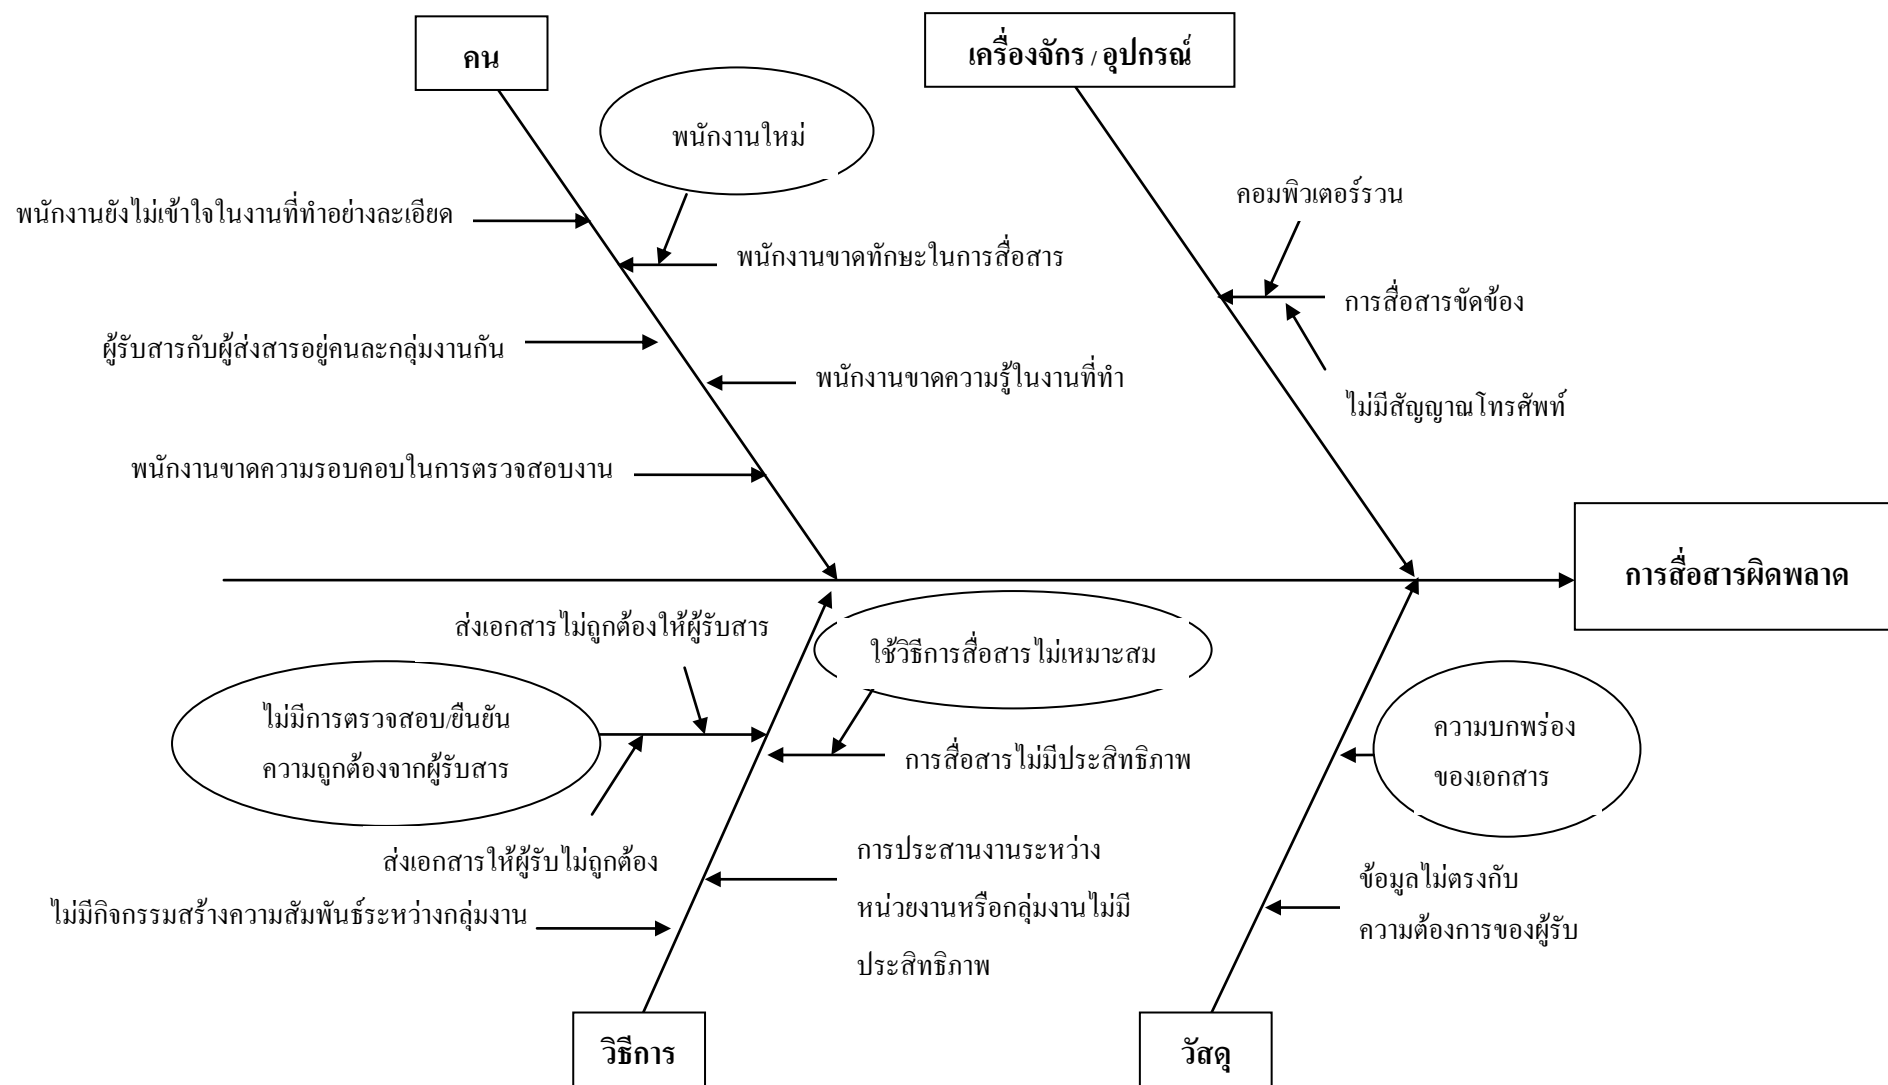 คน
เครื่องจักร / อุปกรณ์
พนักงานใหม่
คอมพิวเตอร์รวน
พนักงานยังไม่เข้าใจในงานที่ทำอย่างละเอียด
พนักงานขาดทักษะในการสื่อสาร
การสื่อสารขัดข้อง
ผู้รับสารกับผู้ส่งสารอยู่คนละกลุ่มงานกัน
พนักงานขาดความรู้ในงานที่ทำ
ไม่มีสัญญาณโทรศัพท์
พนักงานขาดความรอบคอบในการตรวจสอบงาน
การสื่อสารผิดพลาด
ส่งเอกสารไม่ถูกต้องให้ผู้รับสาร
ใช้วิธีการสื่อสารไม่เหมาะสม
ไม่มีการตรวจสอบ/ยืนยัน
ความถูกต้องจากผู้รับสาร
ความบกพร่อง
ของเอกสาร
การสื่อสารไม่มีประสิทธิภาพ
ส่งเอกสารให้ผู้รับไม่ถูกต้อง
การประสานงานระหว่าง
หน่วยงานหรือกลุ่มงานไม่มี
ประสิทธิภาพ
ข้อมูลไม่ตรงกับ
ความต้องการของผู้รับ
ไม่มีกิจกรรมสร้างความสัมพันธ์ระหว่างกลุ่มงาน
วิธีการ
วัสดุ